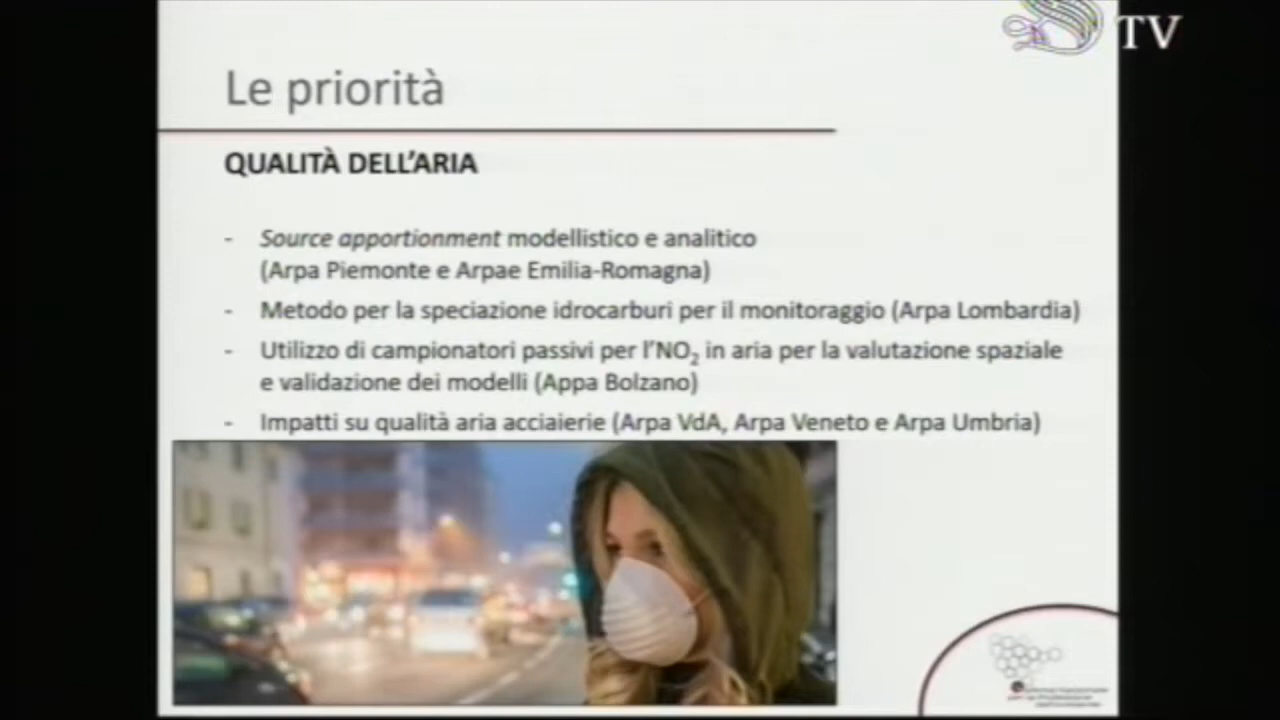 TV
Le priorità
QUALITÀ DELL'ARIA
- Source apportionment modellistico e analitico
(Arpa Piemonte e Arpae Emilia-Romagna)
- Metodo per la speciazione idrocarburi per il monitoraggio (Arpa Lombardia)
- Utilizzo di campionatori passivi per l'NO₂ in aria per la valutazione spaziale
e validazione dei modelli (Appa Bolzano)
- Impatti su qualità aria acciaierie (Arpa VdA, Arpa Veneto e Arpa Umbria)